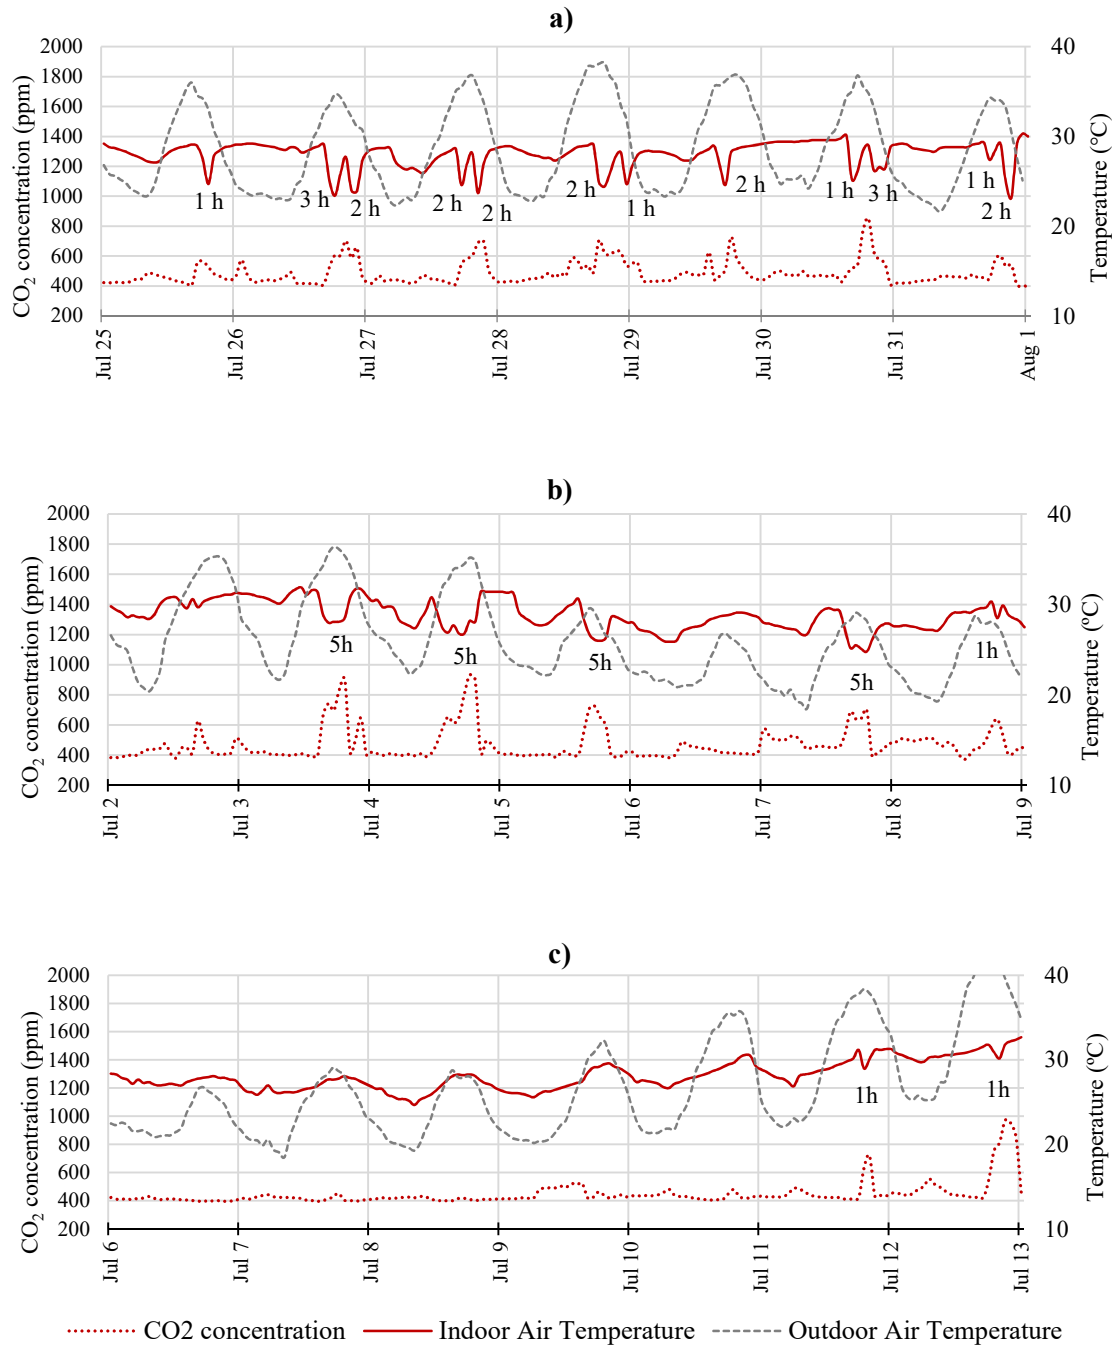 a)
CO2 concentration (ppm)
2000
1800
1600
1400
1200
1000
800
600
400
200
1 h
3 h
2 h
2 h
2 h
2 h
1 h
2 h
1 h
3 h
1 h
2 h
40
30
20
10
Temperature (ºC)
Jul 25
Jul 26
Jul 27
Jul 28
Jul 29
Jul 30
Jul 31
Aug 1
b)
CO2 concentration (ppm)
2000
1800
1600
1400
1200
1000
800
600
400
200
5h
5h
5h
5h
1h
40
30
20
10
Temperature (ºC)
Jul 2
Jul 3
Jul 4
Jul 5
Jul 6
Jul 7
Jul 8
Jul 9
c)
CO2 concentration (ppm)
2000
1800
1600
1400
1200
1000
800
600
400
200
1h
1h
40
30
20
10
Temperature (ºC)
Jul 6
Jul 7
Jul 8
Jul 9
Jul 10
Jul 11
Jul 12
Jul 13
CO2 concentration Indoor Air Temperature Outdoor Air Temperature